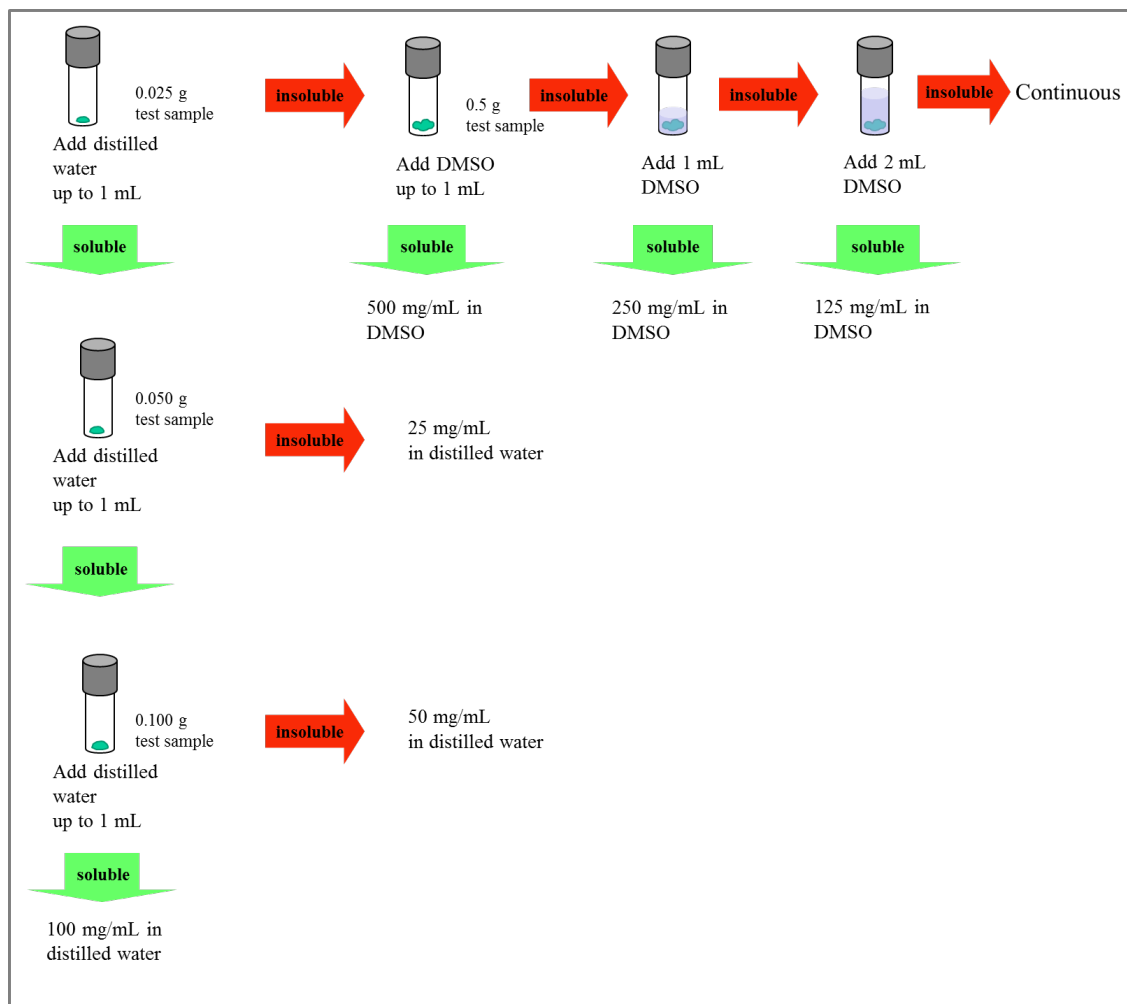 0.025 g
test sample
Add distilled
water
up to 1 mL
insoluble
0.5 g
test sample
Add DMSO
up to 1 mL
insoluble
Add 1 mL
DMSO
insoluble
Add 2 mL
DMSO
insoluble
Continuous
soluble
soluble
500 mg/mL in
DMSO
soluble
250 mg/mL in
DMSO
soluble
125 mg/mL in
DMSO
0.050 g
test sample
Add distilled
water
up to 1 mL
insoluble
25 mg/mL
in distilled water
soluble
0.100 g
test sample
Add distilled
water
up to 1 mL
insoluble
50 mg/mL
in distilled water
soluble
100 mg/mL in
distilled water